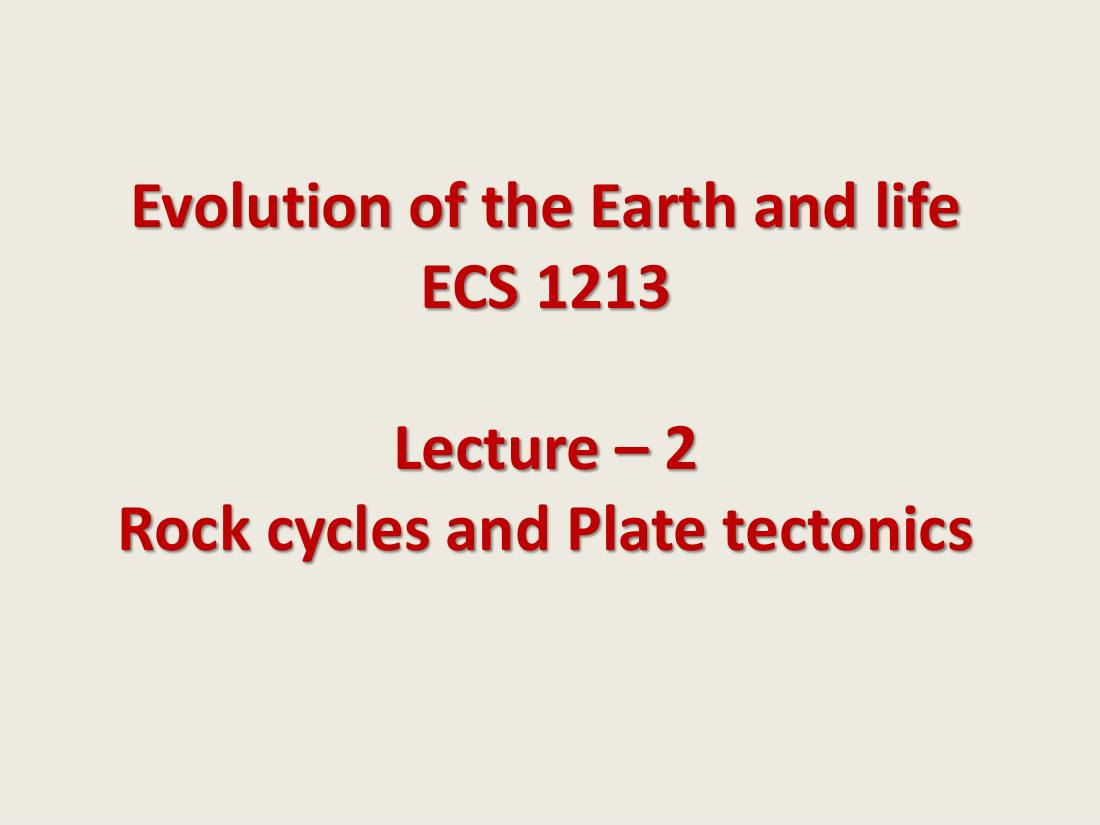 Evolution of the Earth and life
ECS 1213
Lecture – 2
Rock cycles and Plate tectonics